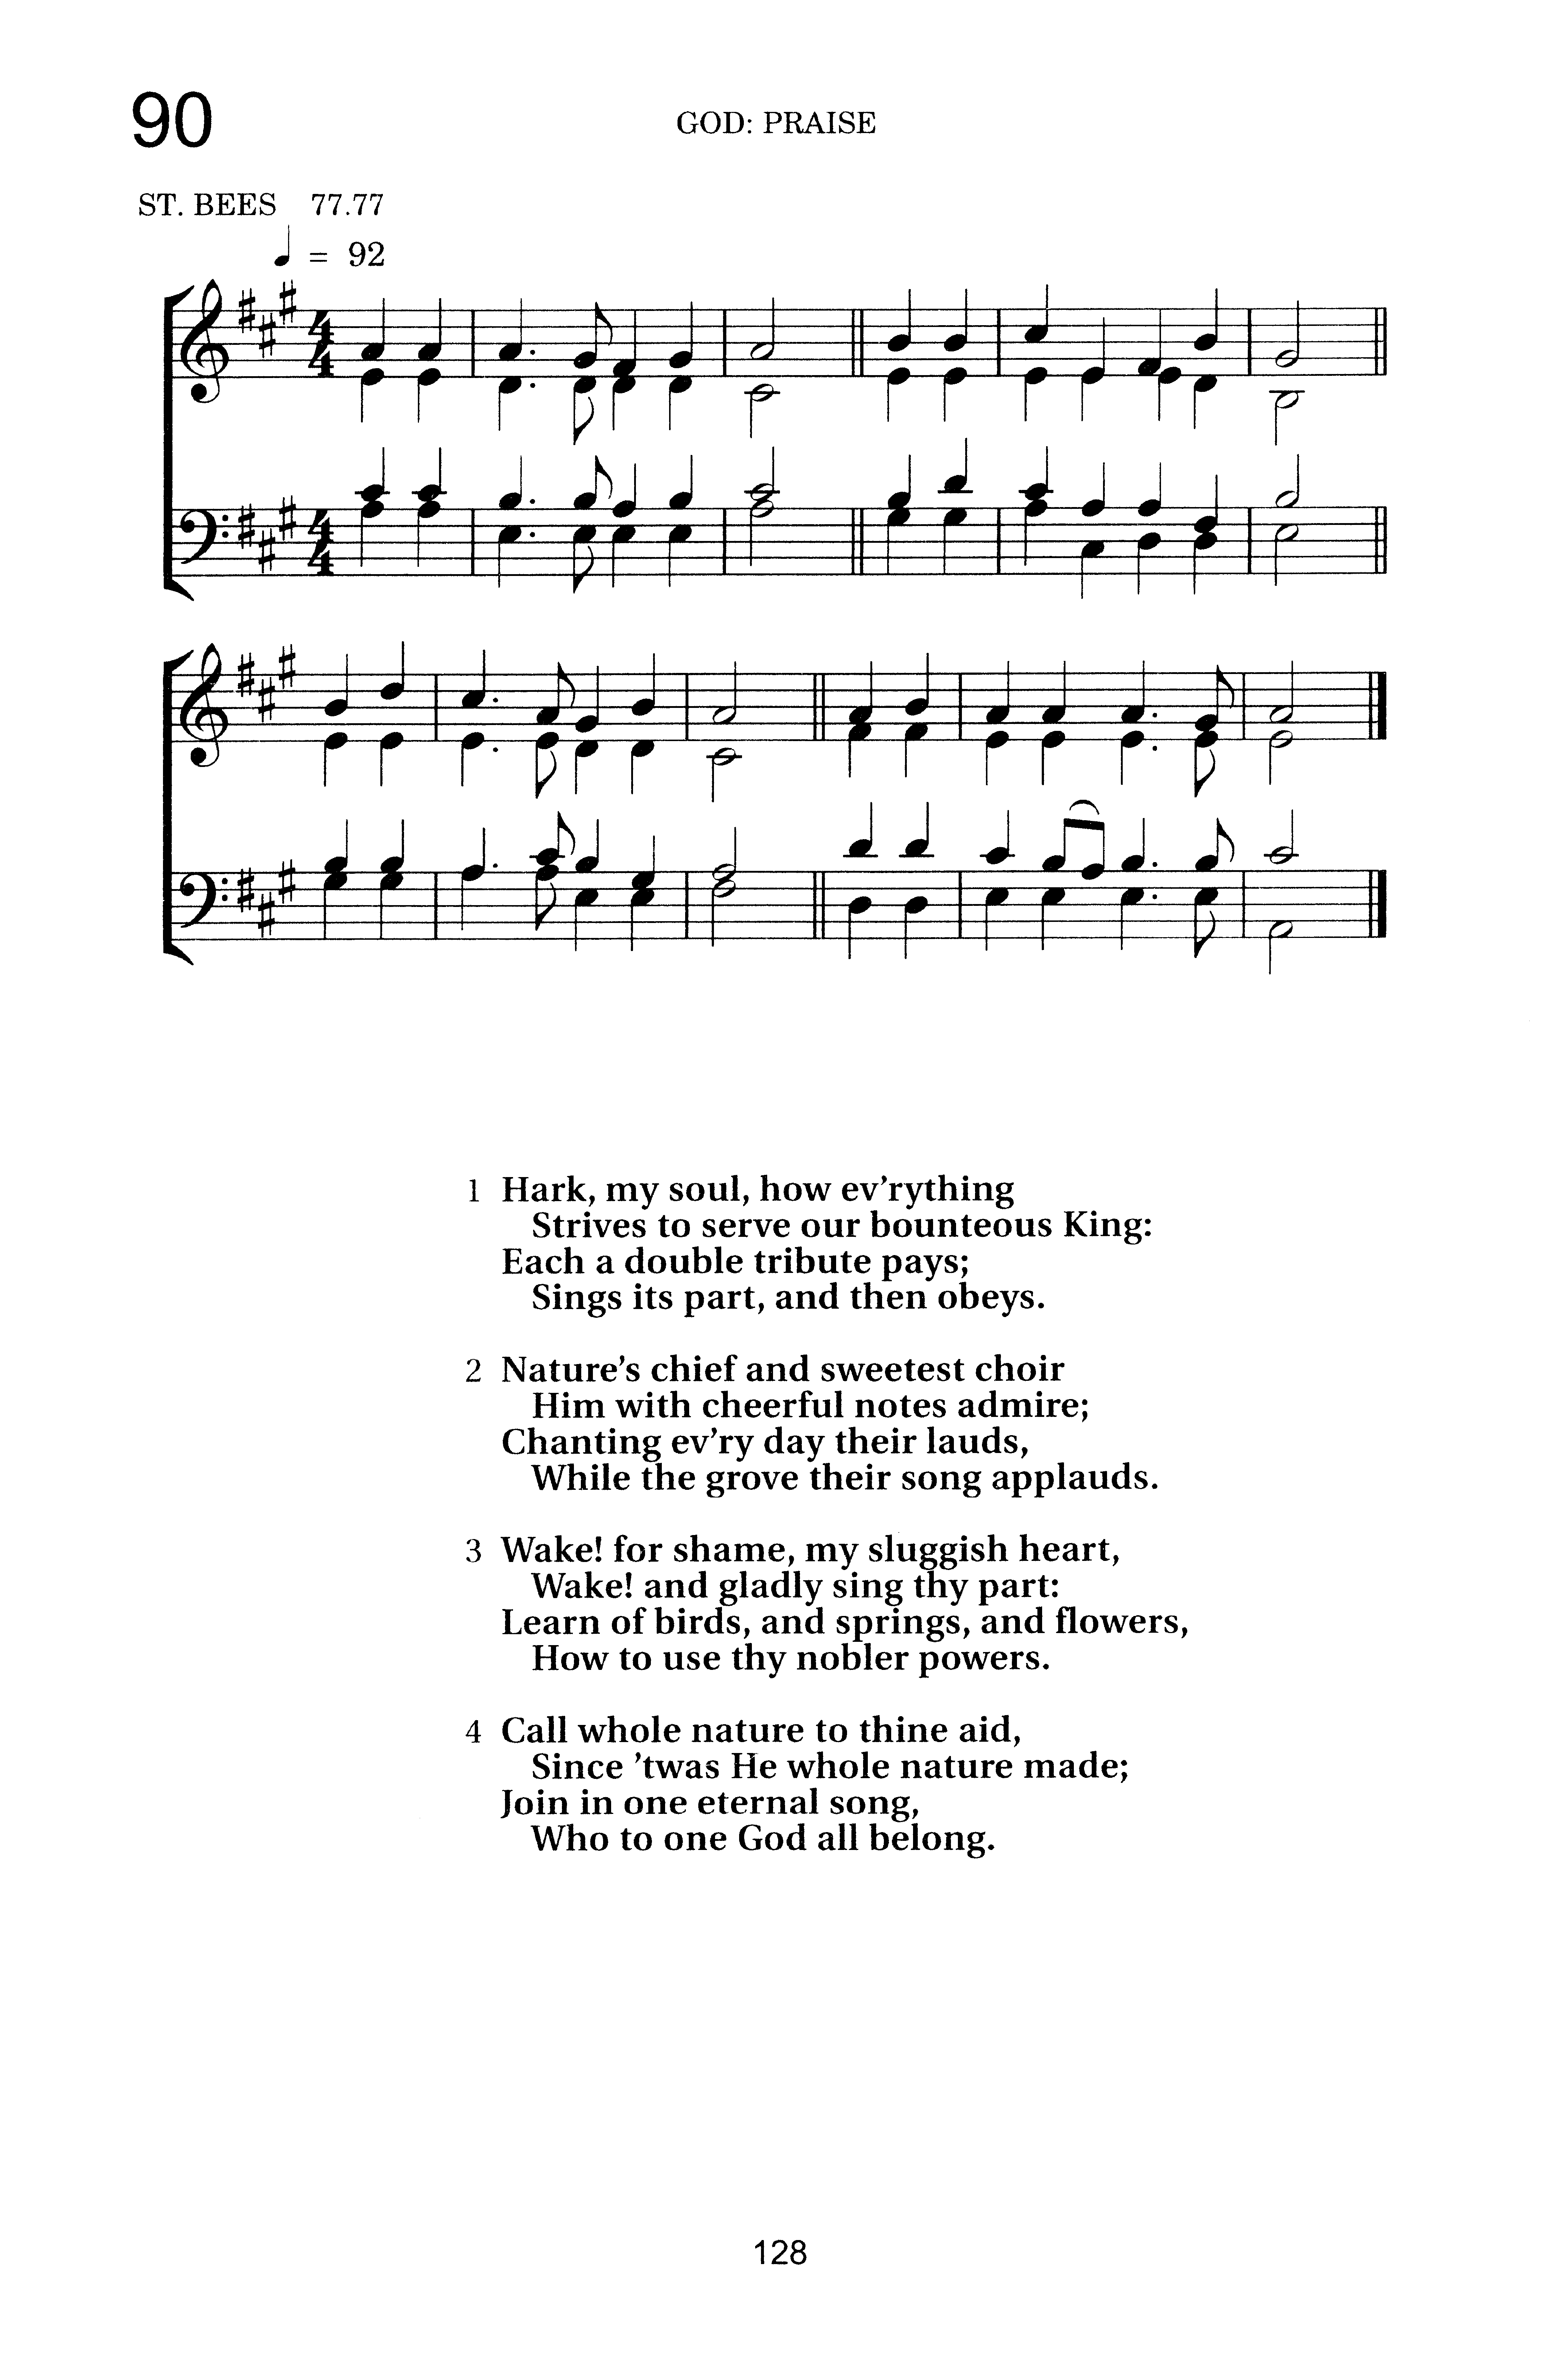 90
GOD: PRAISE
ST. BEES 77.77
♩ = 92
1 Hark, my soul, how ev’rything
Strives to serve our bounteous King:
Each a double tribute pays;
Sings its part, and then obeys.
2 Nature’s chief and sweetest choir
Him with cheerful notes admire;
Chanting ev’ry day their lauds,
While the grove their song applauds.
3 Wake! for shame, my sluggish heart,
Wake! and gladly sing thy part:
Learn of birds, and springs, and flowers,
How to use thy nobler powers.
4 Call whole nature to thine aid,
Since ’twas He whole nature made;
Join in one eternal song,
Who to one God all belong.
128